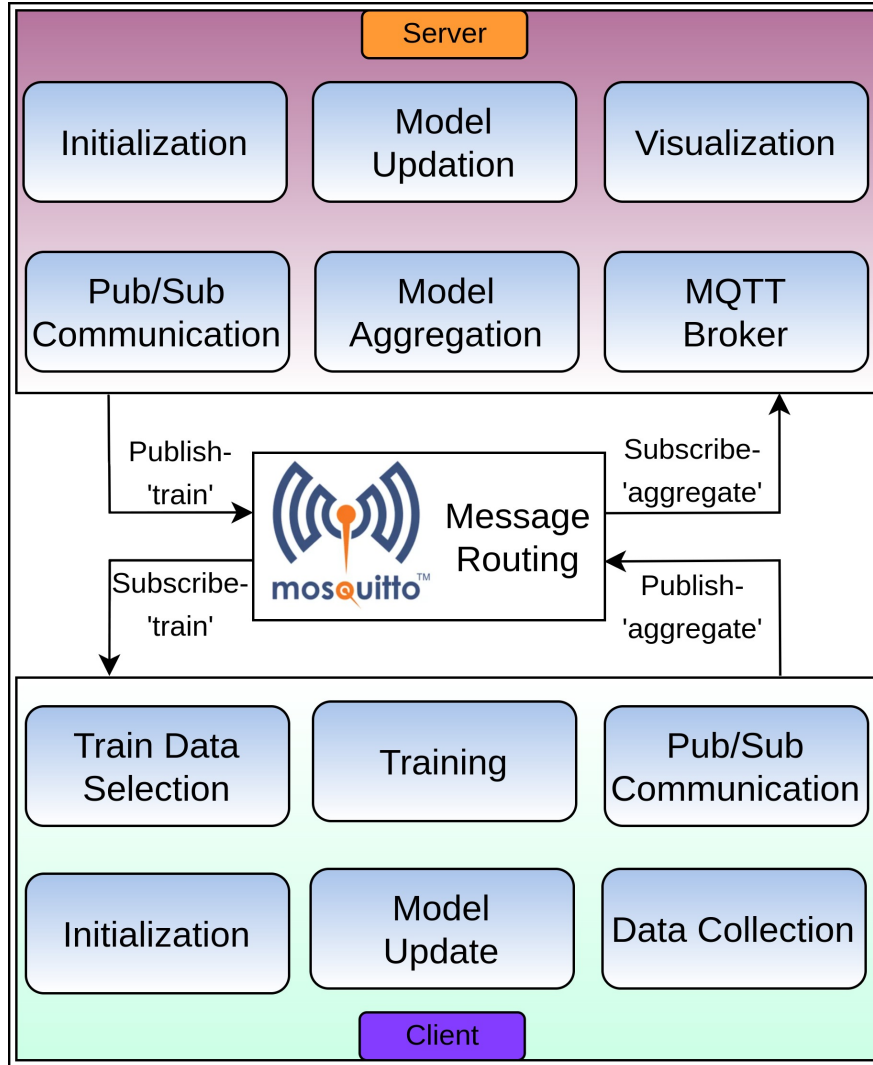 Server
Initialization
Model
Updation
Visualization
Pub/Sub
Communication
Model
Aggregation
MQTT
Broker
Publish-
'train'
Subscribe-
'aggregate'
mosquitto™
Message
Routing
Subscribe-
'train'
Publish-
'aggregate'
Train Data
Selection
Training
Pub/Sub
Communication
Initialization
Model
Update
Data Collection
Client